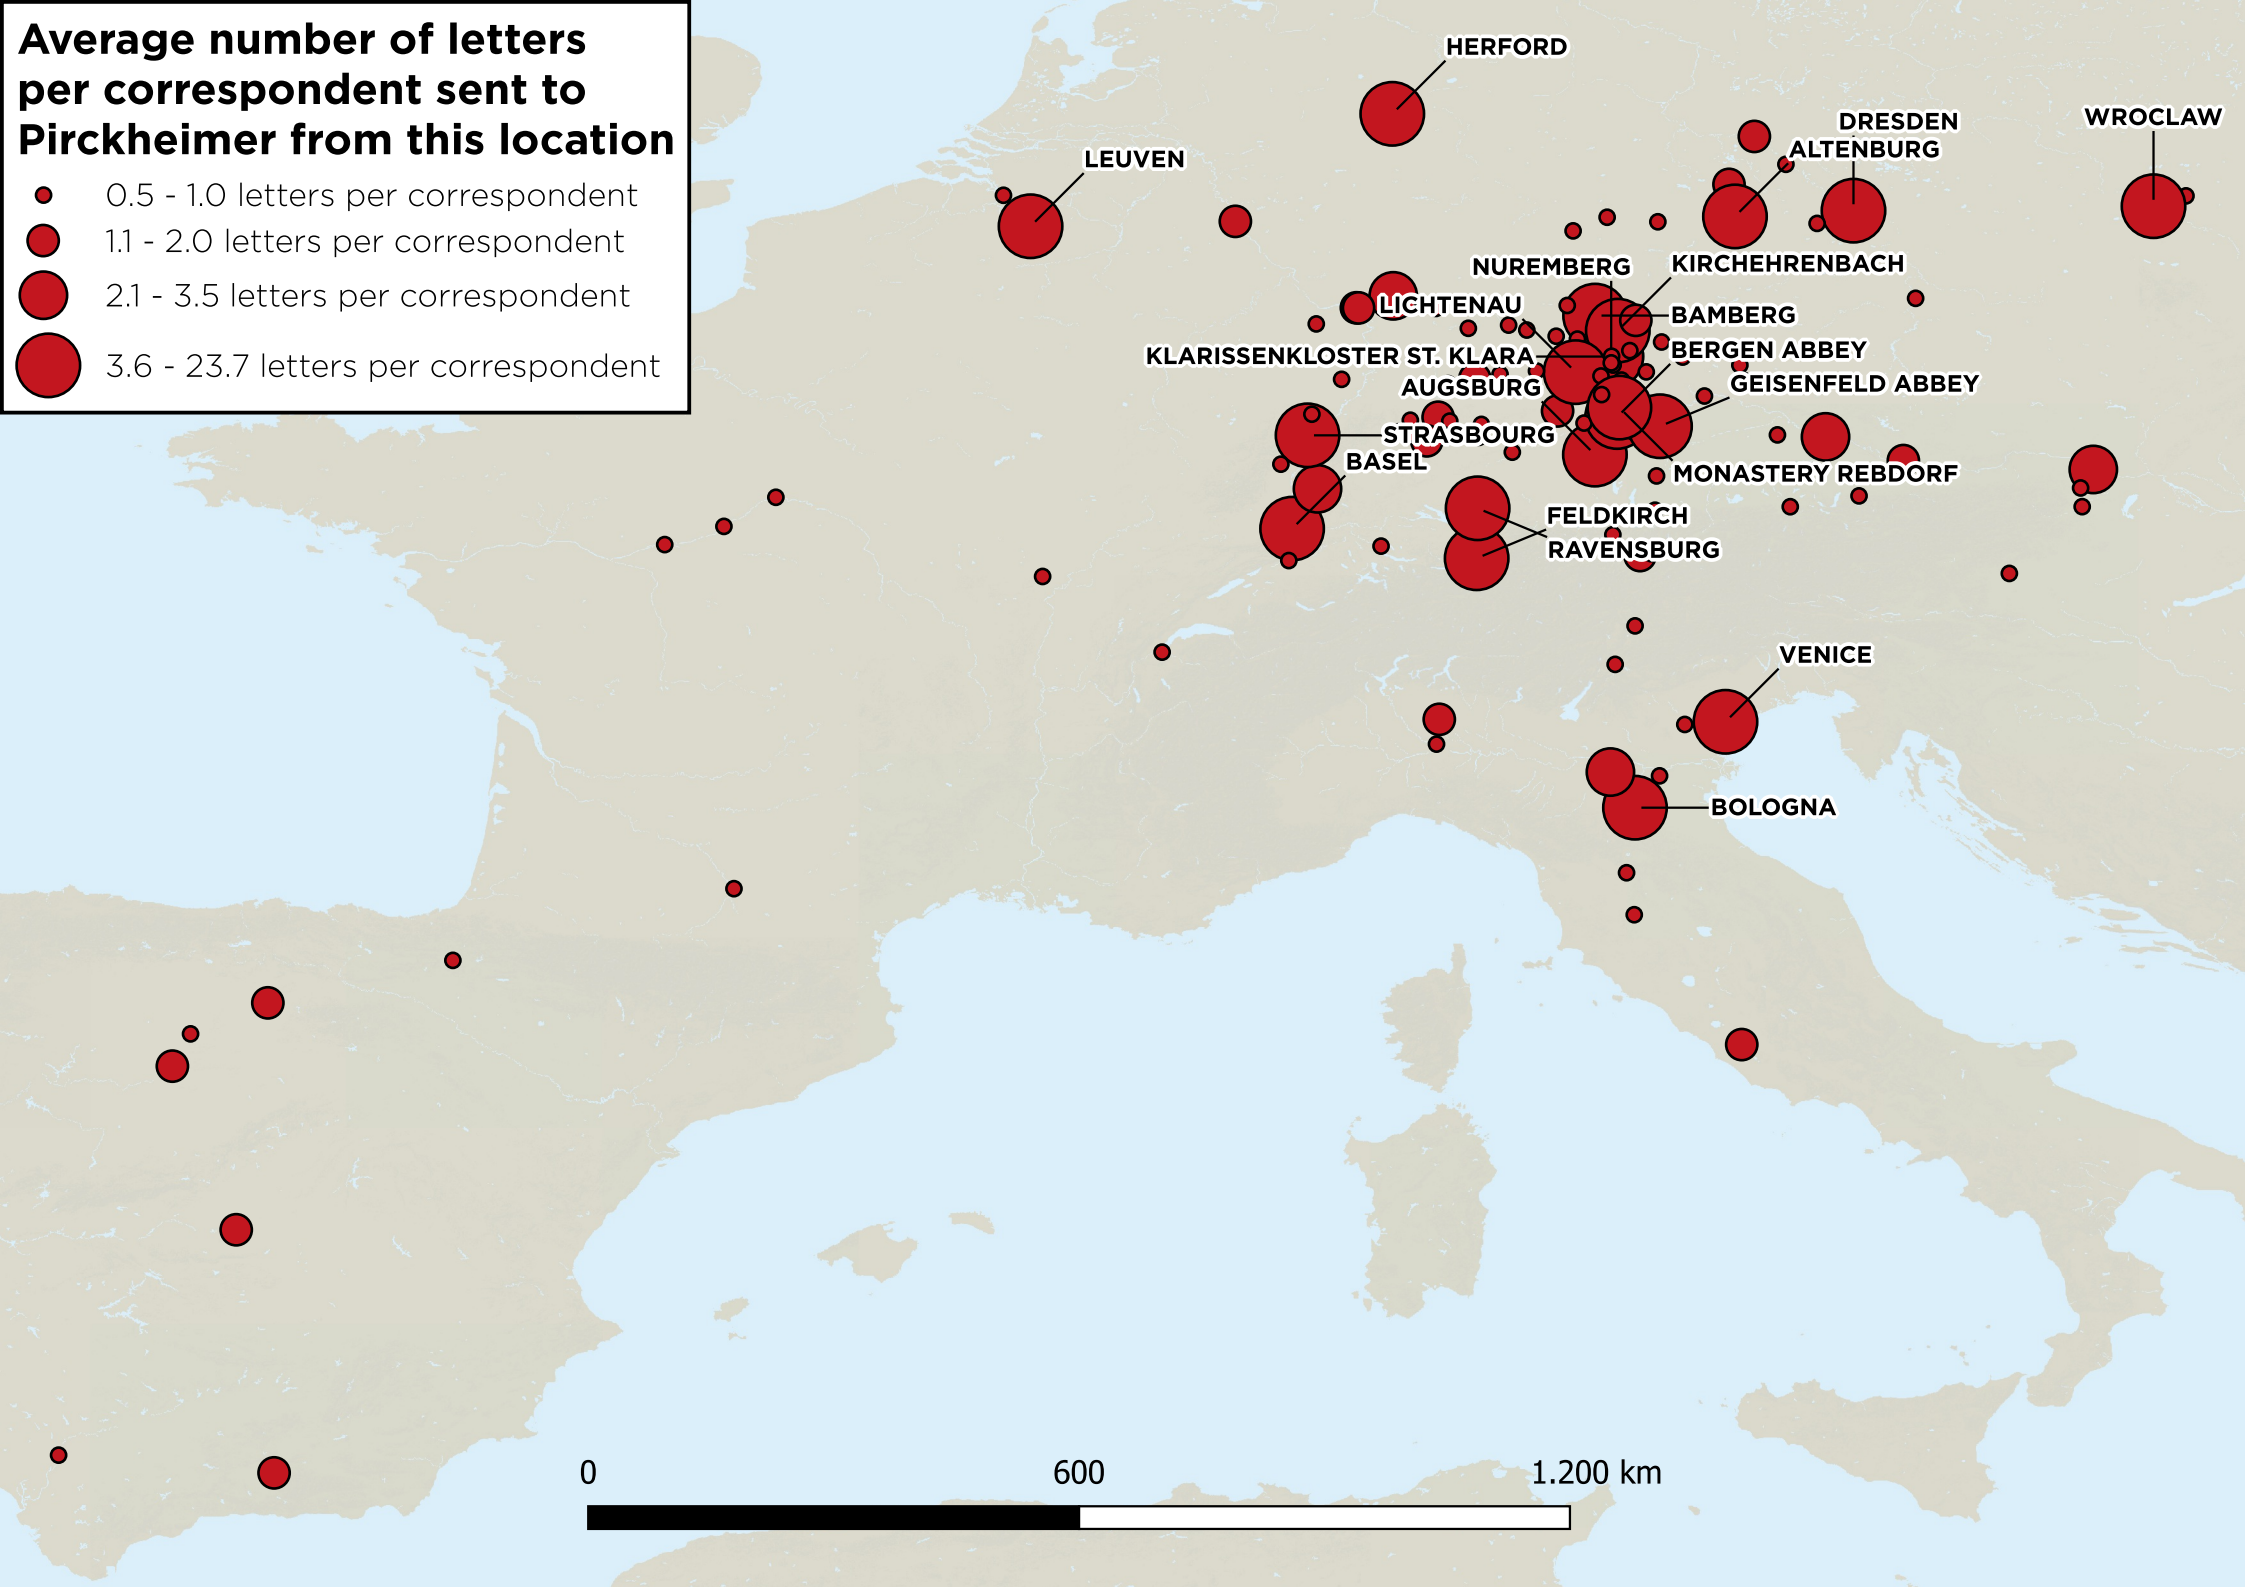 Average number of letters
per correspondent sent to
Pirckheimer from this location
0.5 - 1.0 letters per correspondent
1.1 - 2.0 letters per correspondent
2.1 - 3.5 letters per correspondent
3.6 - 23.7 letters per correspondent
HERFORD
DRESDEN
WROCLAW
ALTENBURG
LEUVEN
NUREMBERG
KIRCHEHRENBACH
LICHTENAU
BAMBERG
KLARISSENKLOSTER ST. KLARA
BERGEN ABBEY
AUGSBURG
GEISENFELD ABBEY
STRASBOURG
BASEL
MONASTERY REBDORF
FELDKIRCH
RAVENSBURG
VENICE
BOLOGNA
0 600 1.200 km